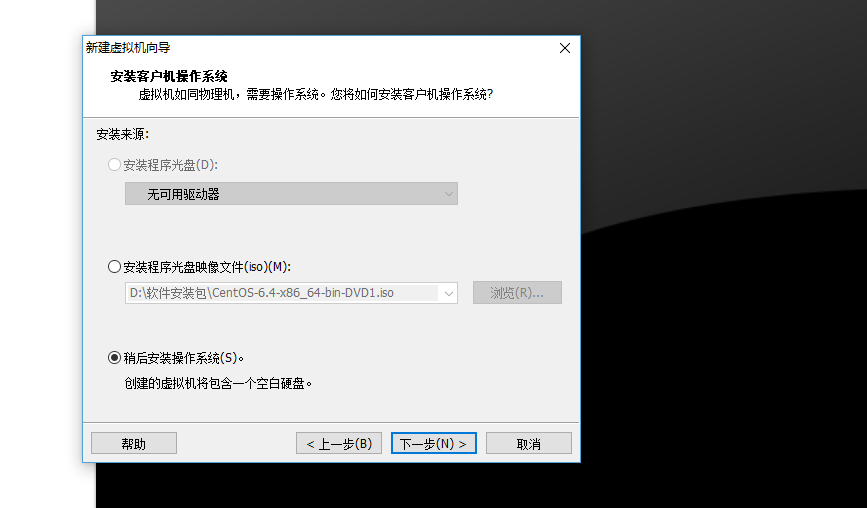 新建虚拟机向导
安装客户机操作系统
虚拟机如同物理机，需要操作系统。您将如何安装客户机操作系统?
安装来源:
安装程序光盘(D):
无可用驱动器
安装程序光盘映像文件(iso)(M):
D:\软件安装包\CentOS-6.4-x86_64-bin-DVD1.iso
浏览(R)...
稍后安装操作系统(S)。
创建的虚拟机将包含一个空白硬盘。
帮助
< 上一步(B)
下一步(N) >
取消